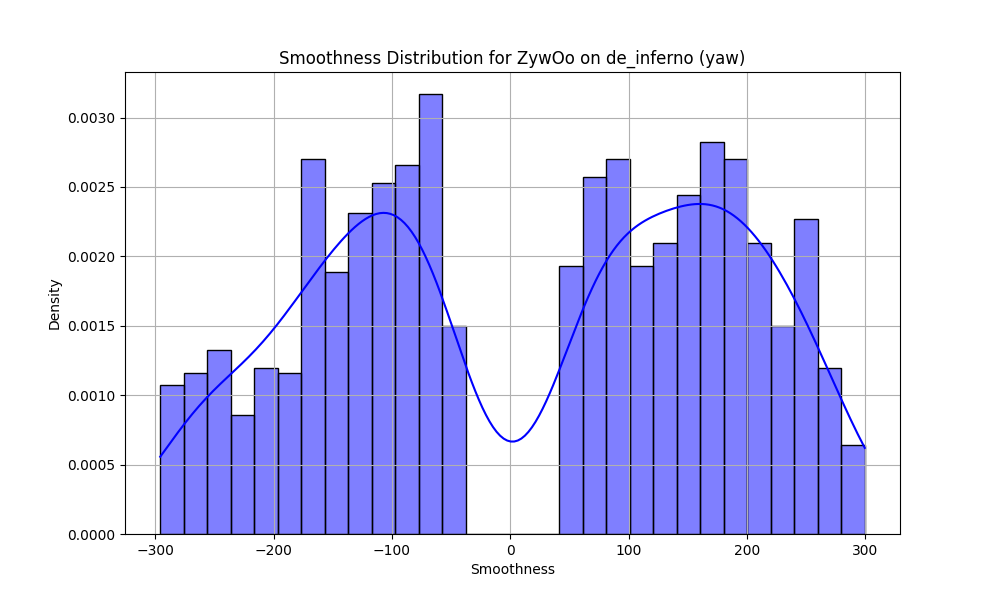 Smoothness Distribution for ZywOo on de_inferno (yaw)
Density
0.0030
0.0025
0.0020
0.0015
0.0010
0.0005
0.0000
−300 −200 −100 0 100 200 300
Smoothness